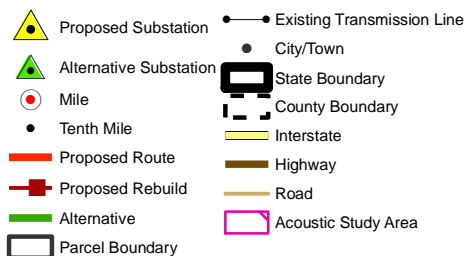 Proposed Substation
Alternative Substation
Mile
Tenth Mile
Proposed Route
Proposed Rebuild
Alternative
Parcel Boundary
Existing Transmission Line
City/Town
State Boundary
County Boundary
Interstate
Highway
Road
Acoustic Study Area